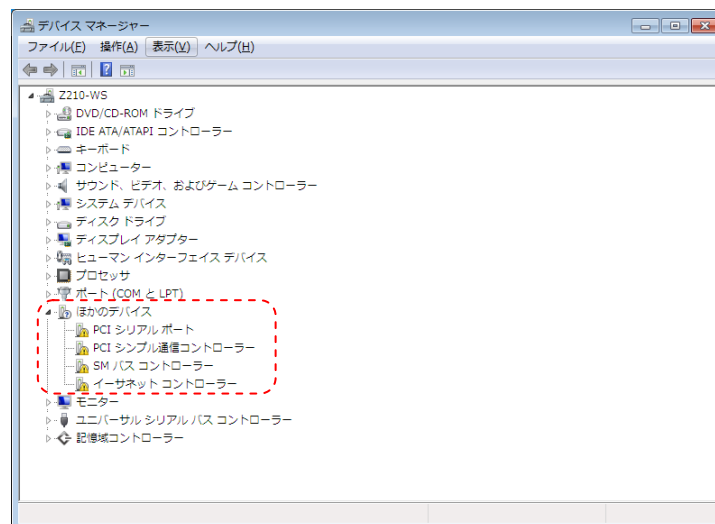 デバイス マネージャー
ファイル(F) 操作(A) 表示(V) ヘルプ(H)
Z210-WS
DVD/CD-ROM ドライブ
IDE ATA/ATAPI コントローラー
キーボード
コンピューター
サウンド、ビデオ、およびゲーム コントローラー
システム デバイス
ディスク ドライブ
ディスプレイ アダプター
ヒューマン インターフェイス デバイス
プロセッサ
ポート (COM と LPT)
ほかのデバイス
PCI シリアル ポート
PCI シンプル通信コントローラー
SM バス コントローラー
イーサネット コントローラー
モニター
ユニバーサル シリアル バス コントローラー
記憶域コントローラー